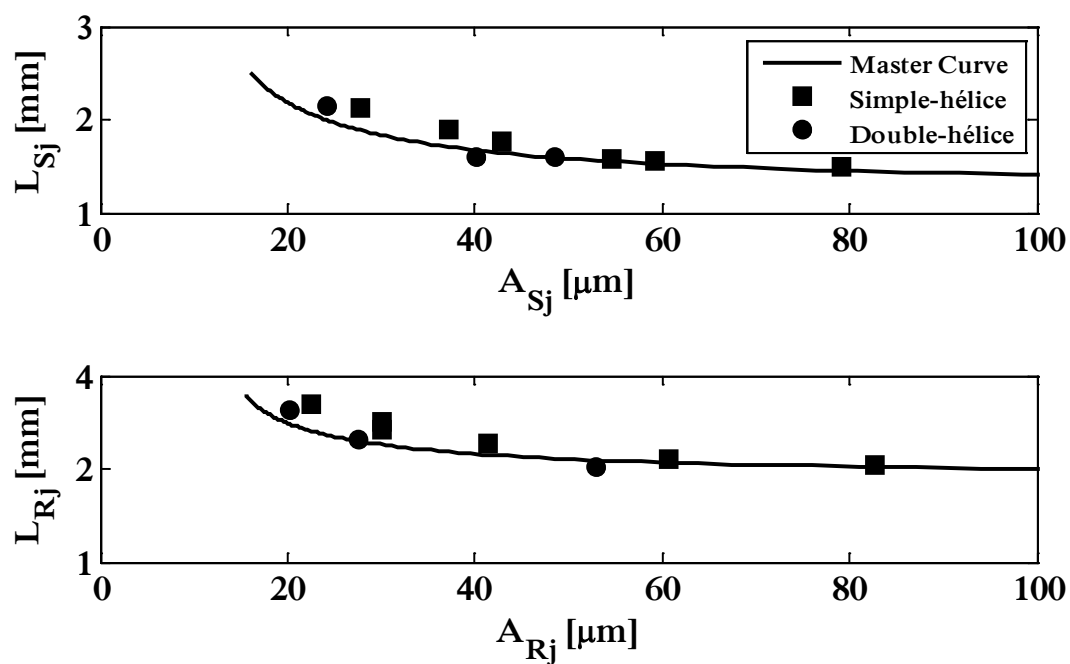 3
2
1
L_Sj [mm]
Master Curve
Simple-hélice
Double-hélice
0 20 40 60 80 100
A_Sj [μm]
4
2
1
L_Rj [mm]
0 20 40 60 80 100
A_Rj [μm]